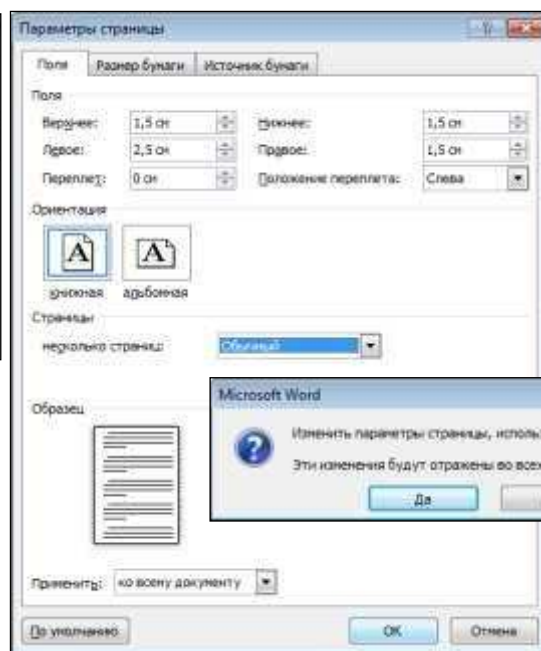 Параметры страницы
Поля Размер бумаги Источник бумаги
Поля
Верхнее: 1,5 см Нижнее: 1,5 см
Левое: 2,5 см Правое: 1,5 см
Переплет: 0 см Положение переплета: Слева
Ориентация
A A
книжная альбомная
Страницы
несколько страниц: Обычный
Microsoft Word
Изменить параметры страницы, исполь
Эти изменения будут отражены во всех
Да
Образец
Применить: ко всему документу
По умолчанию ОК Отмена